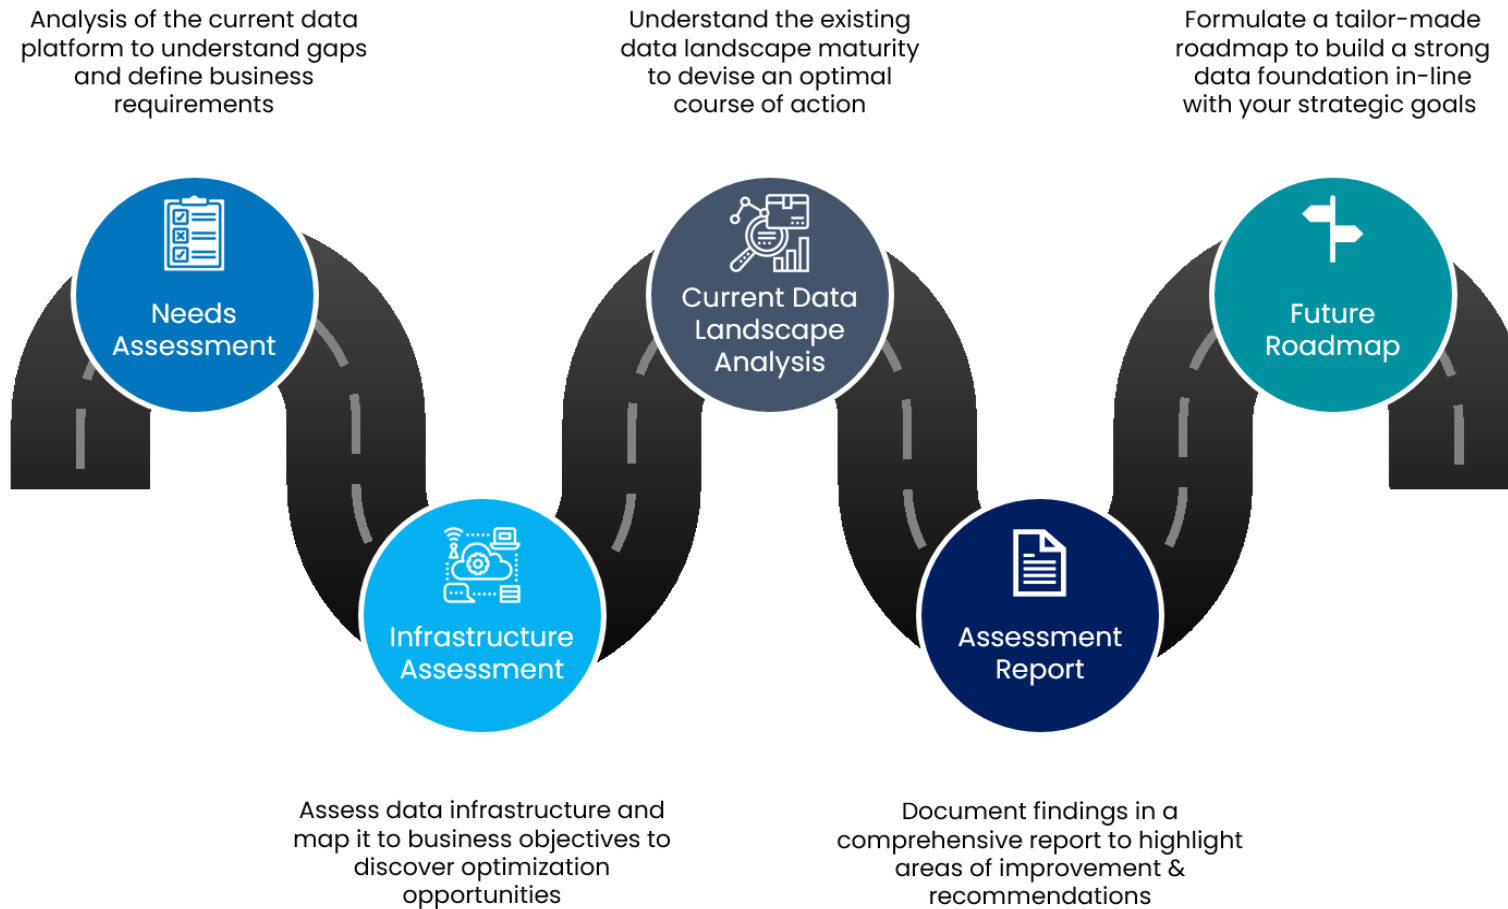 Analysis of the current data
platform to understand gaps
and define business
requirements
Needs
Assessment
Assess data infrastructure and
map it to business objectives to
discover optimization
opportunities
Infrastructure
Assessment
Understand the existing
data landscape maturity
to devise an optimal
course of action
Current Data
Landscape
Analysis
Assessment
Report
Document findings in a
comprehensive report to highlight
areas of improvement &
recommendations
Formulate a tailor-made
roadmap to build a strong
data foundation in-line
with your strategic goals
Future
Roadmap